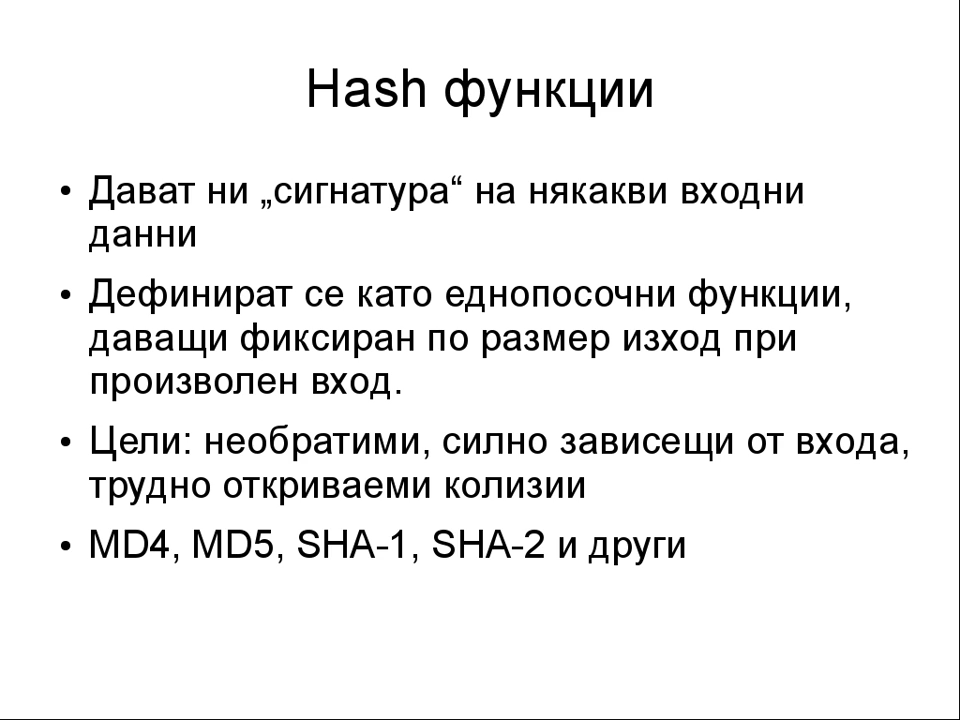 Hash функции
• Дават ни „сигнатура“ на някакви входни
данни
• Дефинират се като еднопосочни функции,
даващи фиксиран по размер изход при
произволен вход.
• Цели: необратими, силно зависещи от входа,
трудно откриваеми колизии
• MD4, MD5, SHA-1, SHA-2 и други